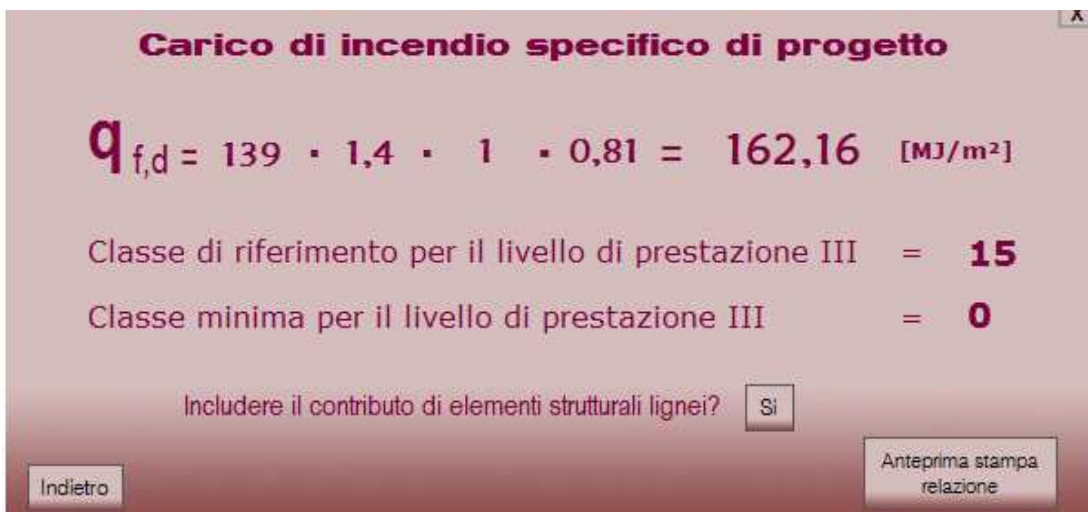 X
Carico di incendio specifico di progetto
q f,d = 139 · 1,4 · 1 · 0,81 = 162,16 [MJ/m²]
Classe di riferimento per il livello di prestazione III = 15
Classe minima per il livello di prestazione III = 0
Includere il contributo di elementi strutturali lignei? Si
Anteprima stampa
relazione
Indietro